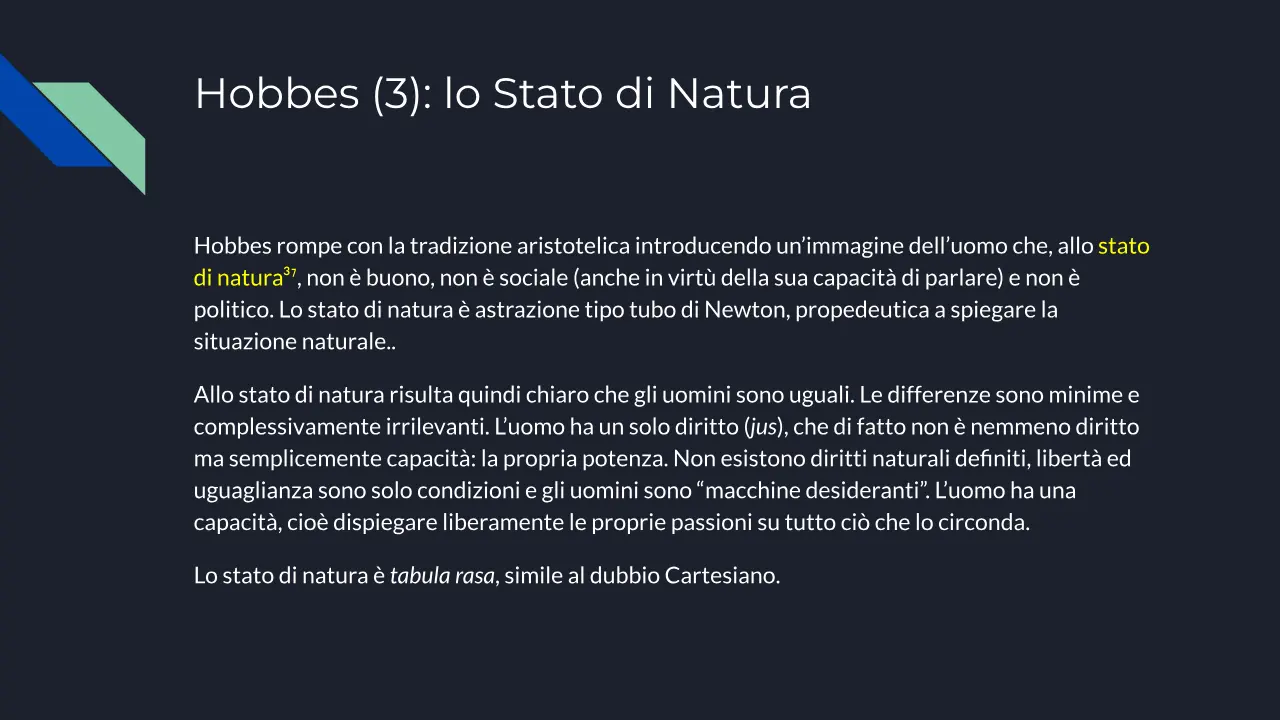 Hobbes (3): lo Stato di Natura
Hobbes rompe con la tradizione aristotelica introducendo un’immagine dell’uomo che, allo stato
di natura³⁷, non è buono, non è sociale (anche in virtù della sua capacità di parlare) e non è
politico. Lo stato di natura è astrazione tipo tubo di Newton, propedeutica a spiegare la
situazione naturale..
Allo stato di natura risulta quindi chiaro che gli uomini sono uguali. Le differenze sono minime e
complessivamente irrilevanti. L’uomo ha un solo diritto (jus), che di fatto non è nemmeno diritto
ma semplicemente capacità: la propria potenza. Non esistono diritti naturali definiti, libertà ed
uguaglianza sono solo condizioni e gli uomini sono “macchine desideranti”. L’uomo ha una
capacità, cioè dispiegare liberamente le proprie passioni su tutto ciò che lo circonda.
Lo stato di natura è tabula rasa, simile al dubbio Cartesiano.